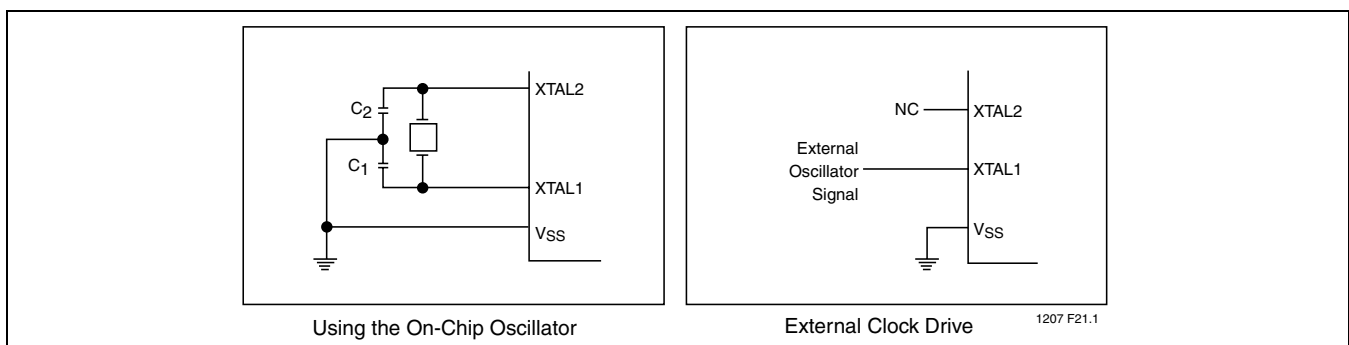 XTAL2
C2
C1
XTAL1
VSS
Using the On-Chip Oscillator
NC
XTAL2
External
Oscillator
Signal
XTAL1
VSS
External Clock Drive
1207 F21.1